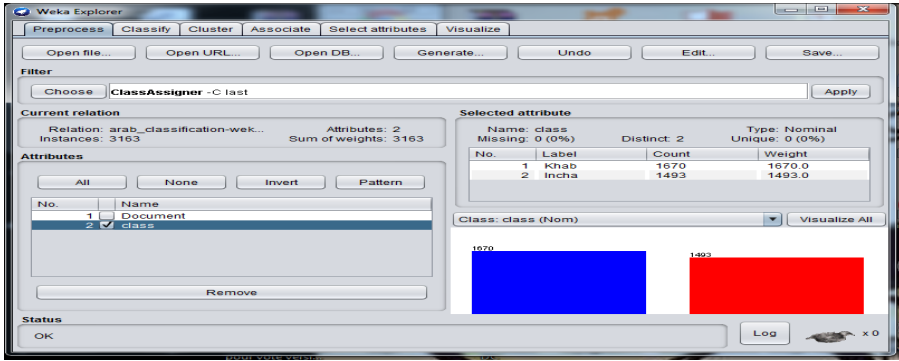 Weka Explorer
Preprocess Classify Cluster Associate Select attributes Visualize
Open file... Open URL... Open DB... Generate... Undo Edit... Save...
Filter
Choose ClassAssigner -C last Apply
Current relation
Relation: arab_classification-wek... Attributes: 2
Instances: 3163 Sum of weights: 3163
Attributes
All None Invert Pattern
No. Name
1 Document
2 class
Remove
Selected attribute
Name: class Type: Nominal
Missing: 0 (0%) Distinct: 2 Unique: 0 (0%)
No. Label Count Weight
1 Khab 1670 1670.0
2 Incha 1493 1493.0
Class: class (Nom) Visualize All
1670 1493
Status
OK Log x 0
pour vote versi...